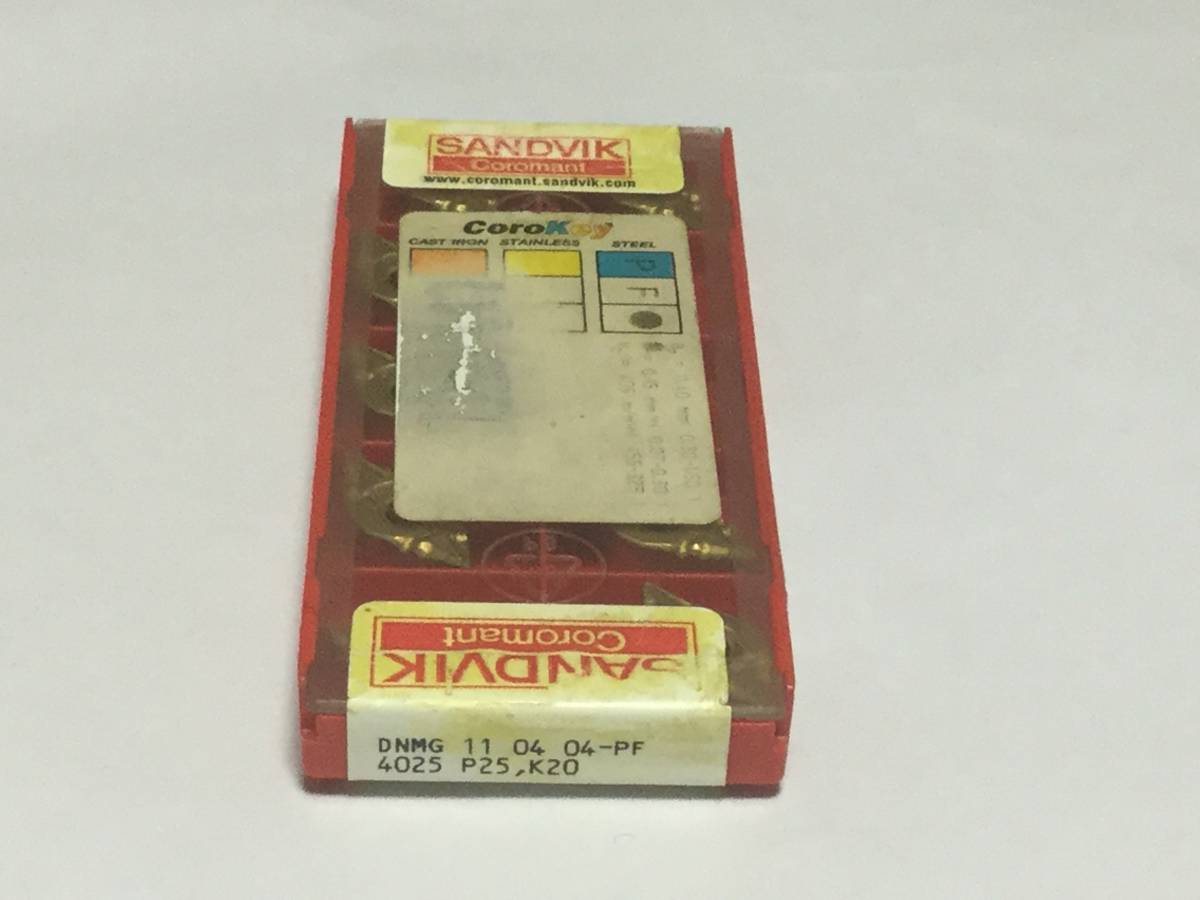 SANDVIK
Coromant
www.coromant.sandvik.com
CoroKey
CAST IRON STAINLESS STEEL
P
F
Coromant
SANDVIK
DNMG 11 04 04-PF
4025 P25,K20